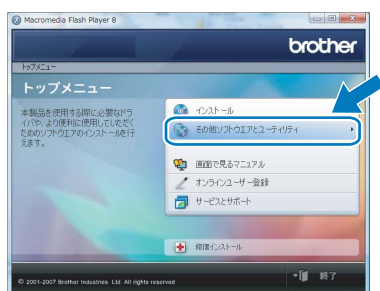 Macromedia Flash Player 8
brother
トップメニュー
トップメニュー
本製品を使用する際に必要なドラ
イバや、より便利に使用していただく
ためのソフトウエアのインストールを行
えます。
インストール
その他ソフトウエアとユーティリティ
画面で見るマニュアル
オンラインユーザー登録
サービスとサポート
修復インストール
© 2001-2007 Brother Industries Ltd. All rights reserved
終了